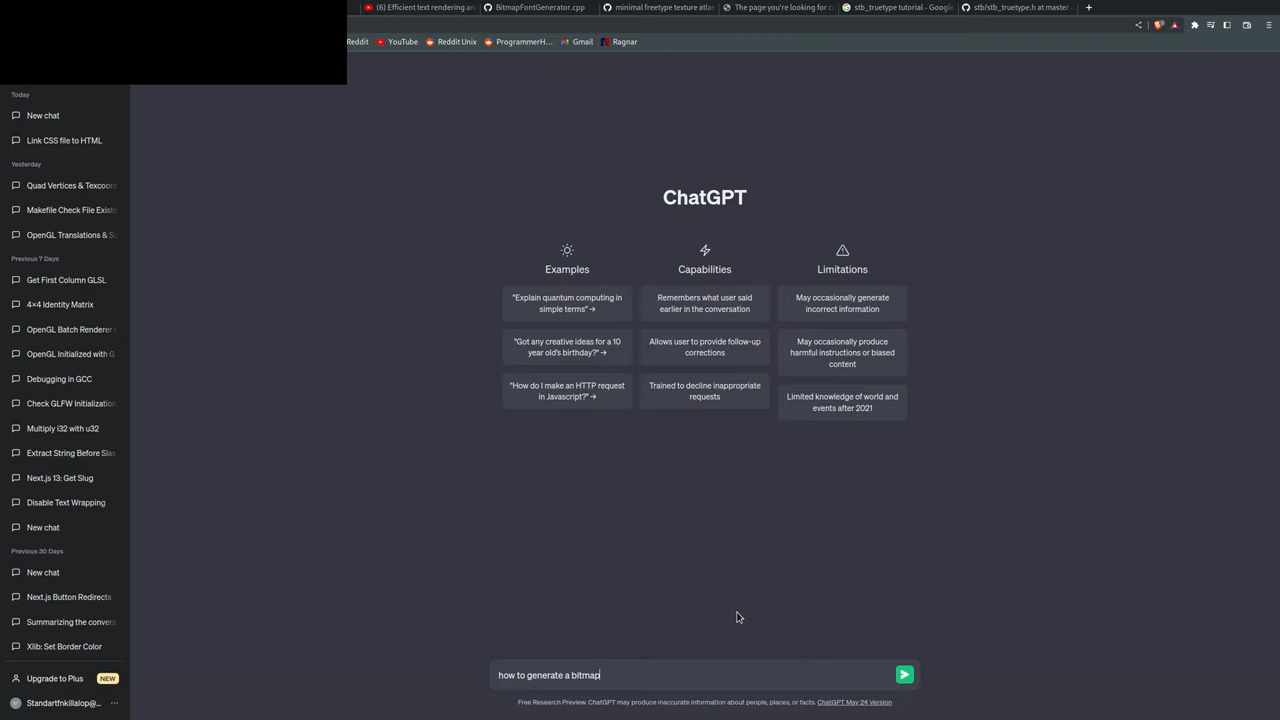 (6) Efficient text rendering an
BitmapFontGenerator.cpp
minimal freetype texture atlas
The page you're looking for c
stb_truetype tutorial - Google
stb/stb_truetype.h at master
Reddit
YouTube
Reddit Unix
ProgrammerH...
Gmail
Ragnar
Today
New chat
Link CSS file to HTML
Yesterday
Quad Vertices & Texcoord
Makefile Check File Existe
OpenGL Translations & Sc
Previous 7 Days
Get First Column GLSL
4×4 Identity Matrix
OpenGL Batch Renderer
OpenGL Initialized with G
Debugging in GCC
Check GLFW Initialization
Multiply i32 with u32
Extract String Before Slas
Next.js 13: Get Slug
Disable Text Wrapping
New chat
Previous 30 Days
New chat
Next.js Button Redirects
Summarizing the convers
Xlib: Set Border Color
Upgrade to Plus
NEW
Standartfnkillalop@...
ChatGPT
Examples
Capabilities
Limitations
"Explain quantum computing in
simple terms" →
Remembers what user said
earlier in the conversation
May occasionally generate
incorrect information
"Got any creative ideas for a 10
year old's birthday?" →
Allows user to provide follow-up
corrections
May occasionally produce
harmful instructions or biased
content
"How do I make an HTTP request
in Javascript?" →
Trained to decline inappropriate
requests
Limited knowledge of world and
events after 2021
how to generate a bitmap
Free Research Preview. ChatGPT may produce inaccurate information about people, places, or facts. ChatGPT May 24 Version